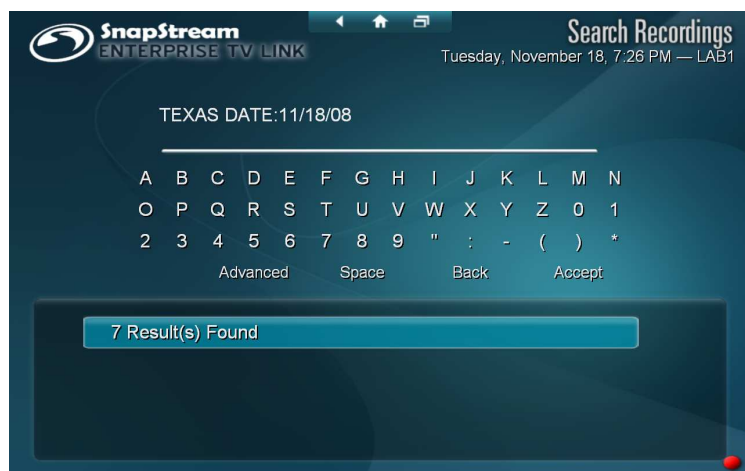 SnapStream
ENTERPRISE TV LINK
Search Recordings
Tuesday, November 18, 7:26 PM — LAB1
TEXAS DATE:11/18/08
A B C D E F G H I J K L M N
O P Q R S T U V W X Y Z 0 1
2 3 4 5 6 7 8 9 " : - ( ) *
Advanced Space Back Accept
7 Result(s) Found